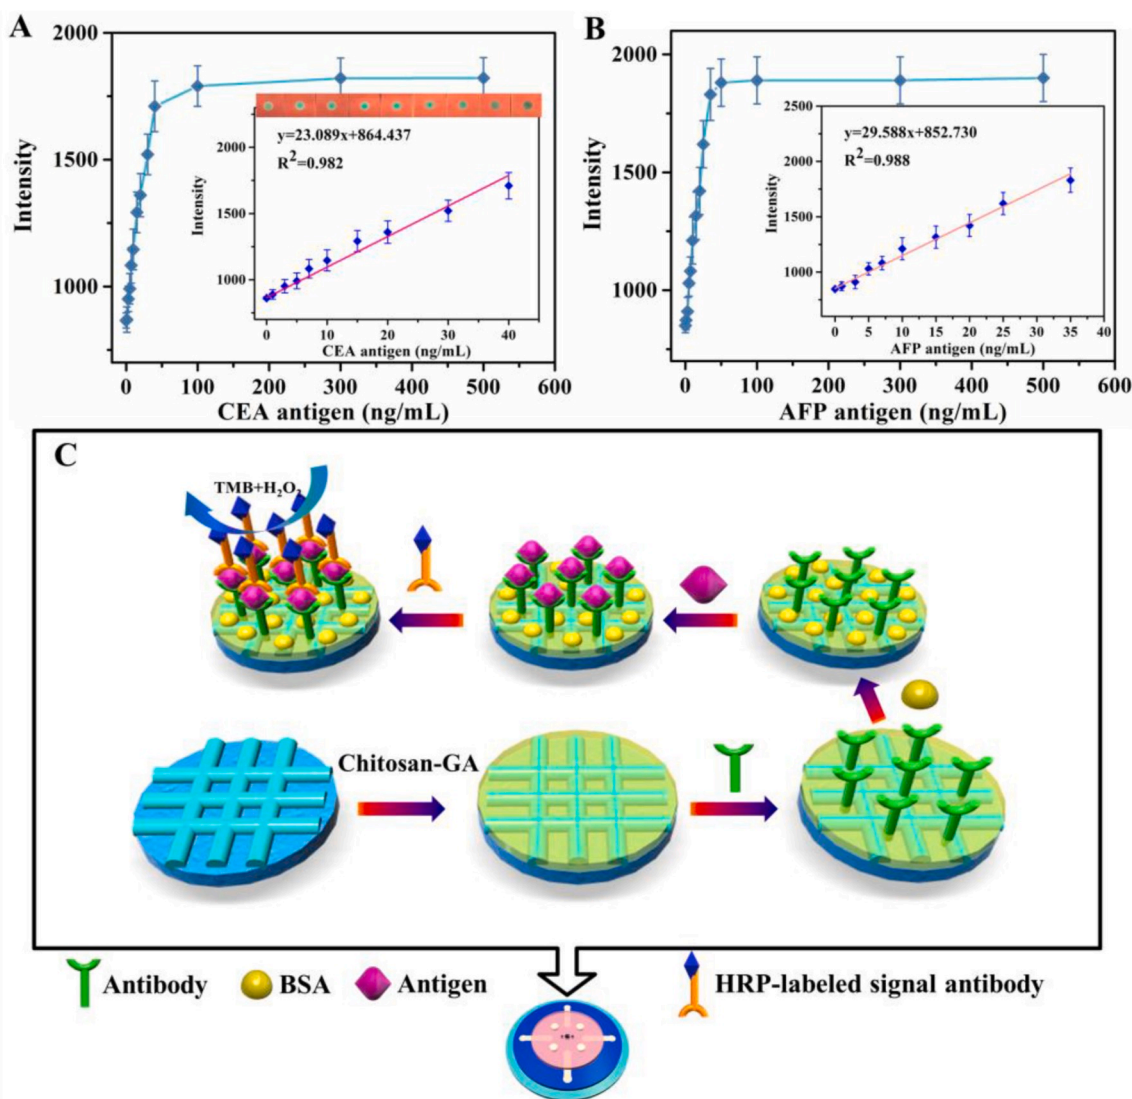 A
2000
1500
1000
Intensity
0
100
200
300
400
500
600
CEA antigen (ng/mL)
y=23.089x+864.437
R²=0.982
2000
1500
1000
Intensity
0
10
20
30
40
CEA antigen (ng/mL)
B
2000
1500
1000
Intensity
0
100
200
300
400
500
600
AFP antigen (ng/mL)
y=29.588x+852.730
R²=0.988
2500
2000
1500
1000
Intensity
0
5
10
15
20
25
30
35
40
AFP antigen (ng/mL)
C
TMB+H₂O₂
Chitosan-GA
Antibody
BSA
Antigen
HRP-labeled signal antibody